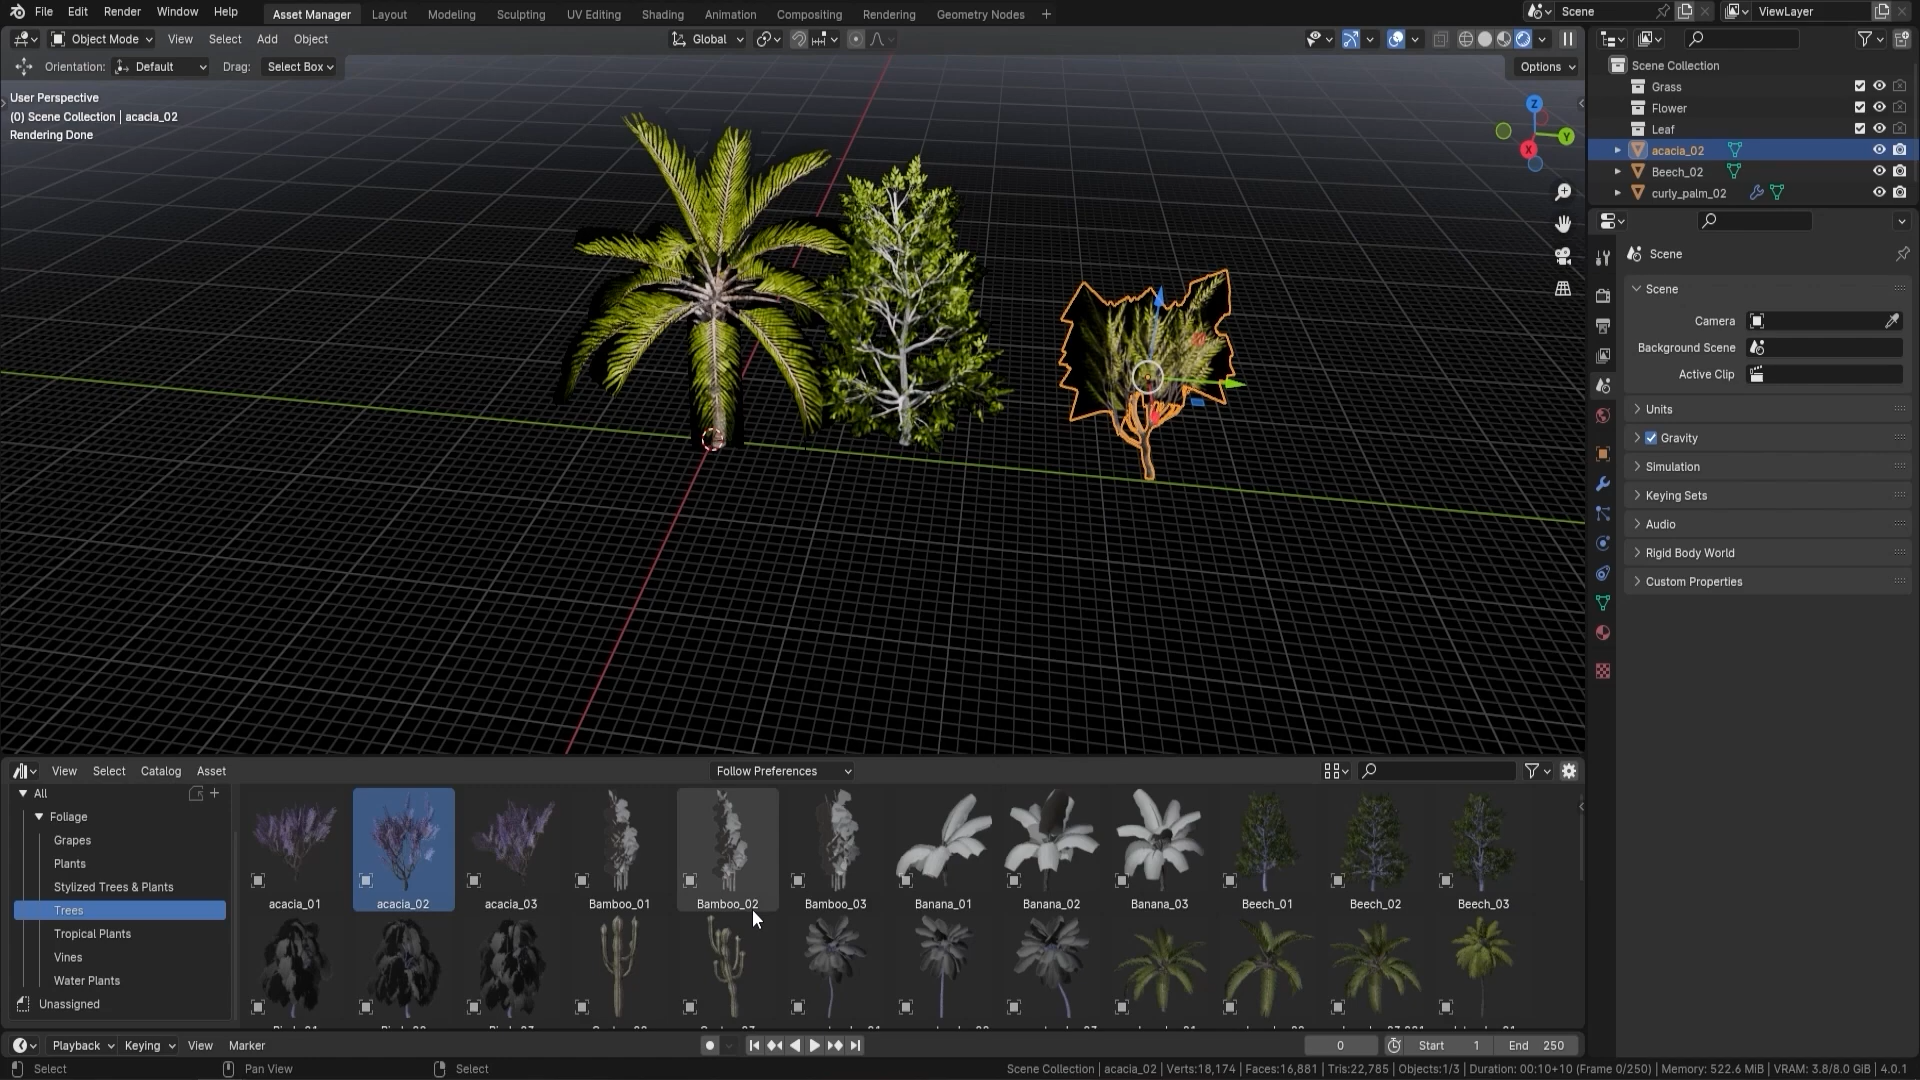 File Edit Render Window Help Asset Manager Layout Modeling Sculpting UV Editing Shading Animation Compositing Rendering Geometry Nodes + Scene ViewLayer
Object Mode View Select Add Object Global
Orientation: Default Drag: Select Box Options
User Perspective
(0) Scene Collection | acacia_02
Rendering Done
Z
Y
X
Scene Collection
Grass
Flower
Leaf
acacia_02
Beech_02
curly_palm_02
Scene
Scene
Camera
Background Scene
Active Clip
Units
Gravity
Simulation
Keying Sets
Audio
Rigid Body World
Custom Properties
View Select Catalog Asset Follow Preferences
All
Foliage
Grapes
Plants
Stylized Trees & Plants
Trees
Tropical Plants
Vines
Water Plants
Unassigned
acacia_01 acacia_02 acacia_03 Bamboo_01 Bamboo_02 Bamboo_03 Banana_01 Banana_02 Banana_03 Beech_01 Beech_02 Beech_03
Playback Keying View Marker 0 Start 1 End 250
Select Pan View Select Scene Collection | acacia_02 | Verts:18,174 | Faces:16,881 | Tris:22,785 | Objects:1/3 | Duration: 00:10+10 (Frame 0/250) | Memory: 522.6 MiB | VRAM: 3.8/8.0 GiB | 4.0.1